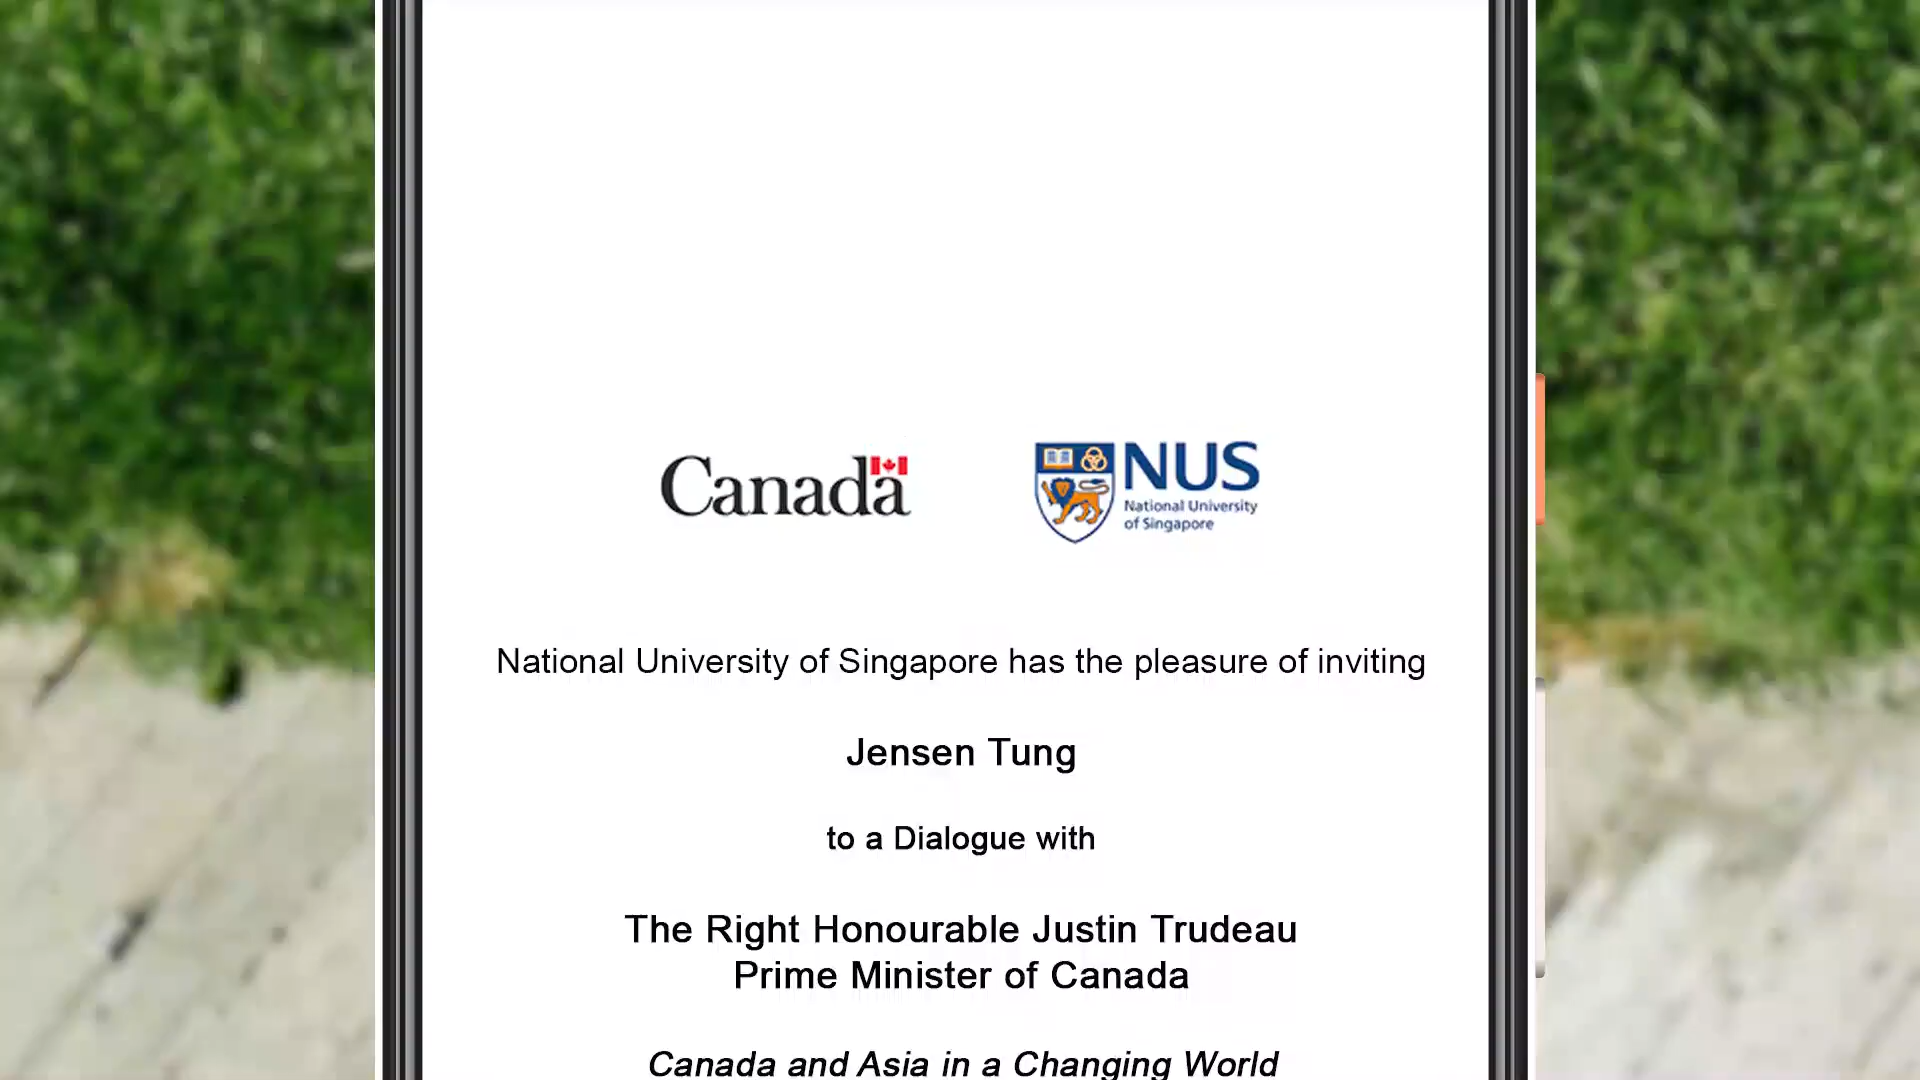 Canada
NUS
National University
of Singapore
National University of Singapore has the pleasure of inviting
Jensen Tung
to a Dialogue with
The Right Honourable Justin Trudeau
Prime Minister of Canada
Canada and Asia in a Changing World